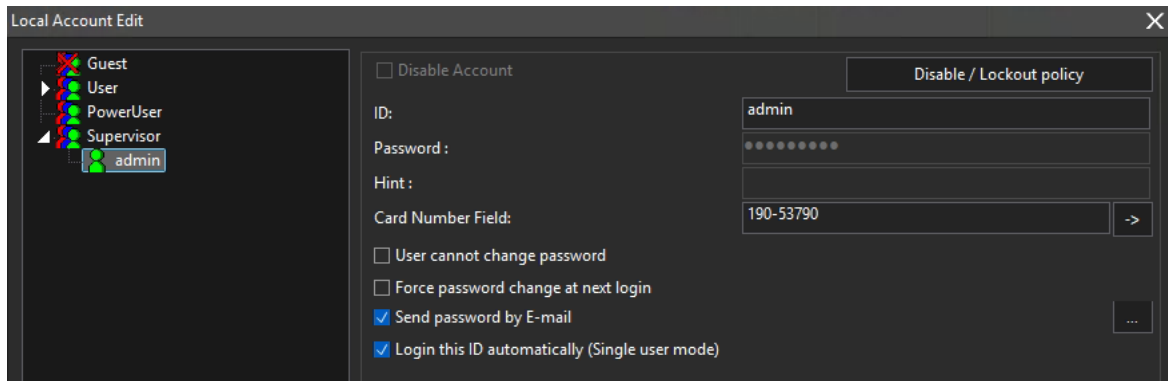 Local Account Edit
Guest
User
PowerUser
Supervisor
admin
Disable Account
Disable / Lockout policy
ID:
admin
Password :
●●●●●●●●●
Hint :
Card Number Field:
190-53790
->
User cannot change password
Force password change at next login
Send password by E-mail
...
Login this ID automatically (Single user mode)